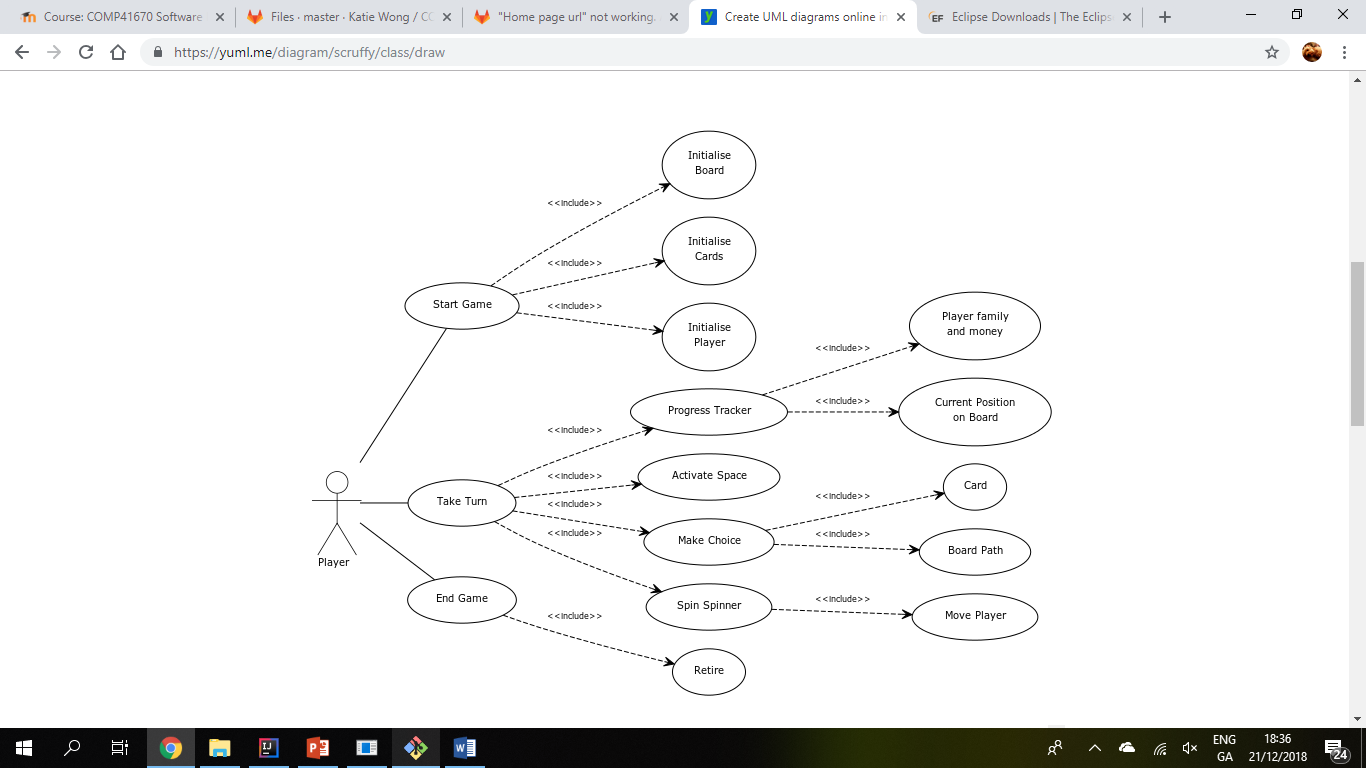 Course: COMP41670 Software
Files · master · Katie Wong / CO
"Home page url" not working.
Create UML diagrams online in
EF Eclipse Downloads | The Eclips
https://yuml.me/diagram/scruffy/class/draw
Initialise
Board
<<include>>
Initialise
Cards
<<include>>
Start Game
<<include>>
Initialise
Player
Player family
and money
<<include>>
Progress Tracker
<<include>>
Current Position
on Board
<<include>>
Activate Space
<<include>>
Card
<<include>>
Take Turn
<<include>>
Make Choice
<<include>>
Board Path
<<include>>
Player
End Game
Spin Spinner
<<include>>
Move Player
<<include>>
Retire
ENG
GA
18:36
21/12/2018
24